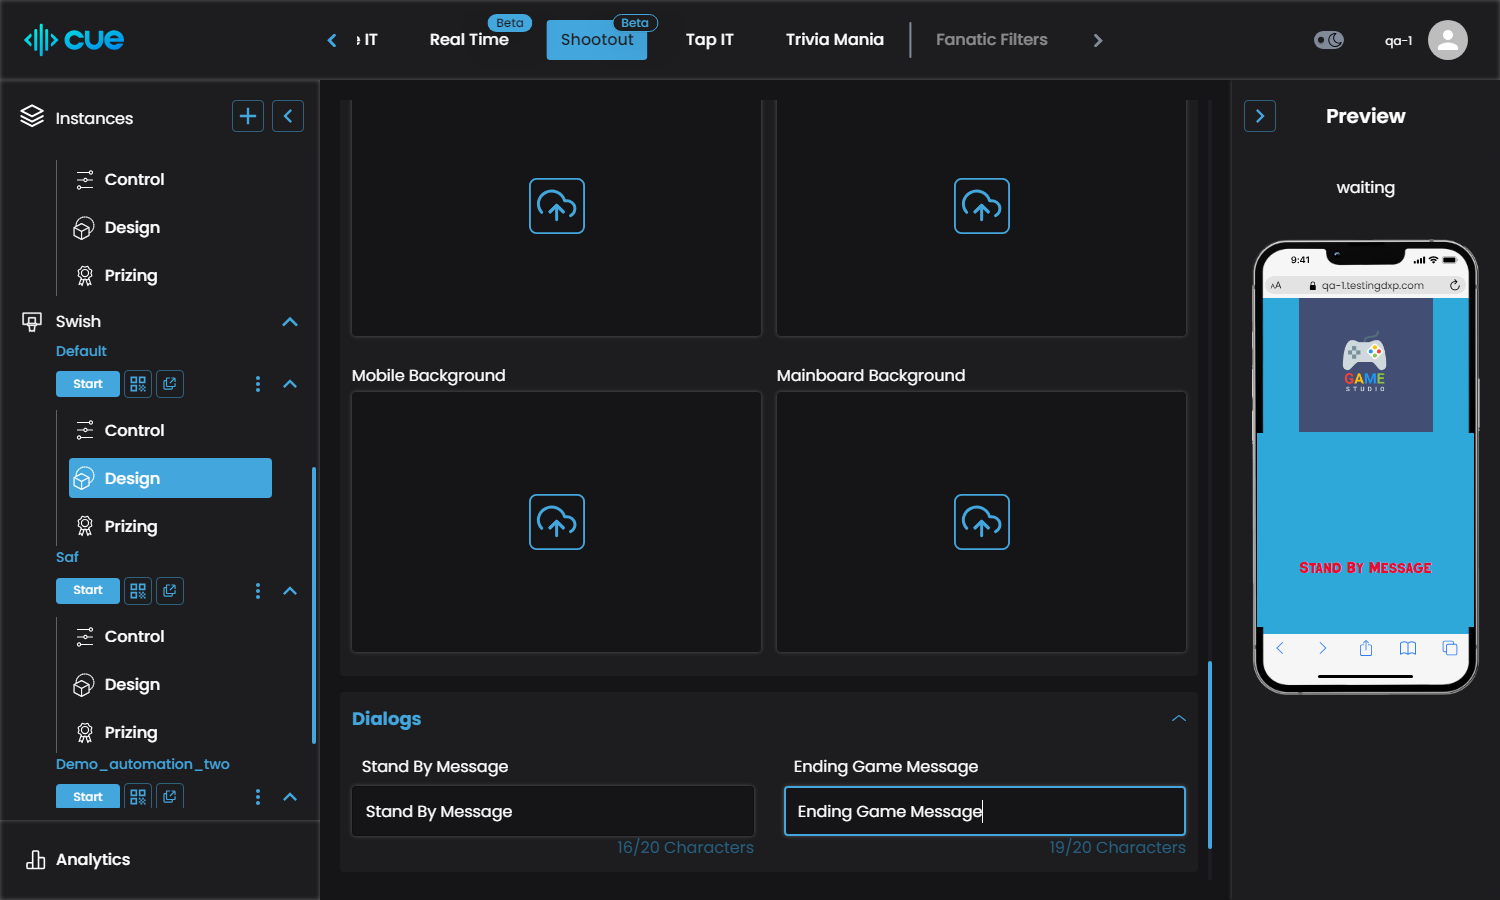 cue
IT
Real Time
Beta
Shootout
Beta
Tap IT
Trivia Mania
Fanatic Filters
qa-1
Instances
Control
Design
Prizing
Swish
Default
Start
Control
Design
Prizing
Saf
Start
Control
Design
Prizing
Demo_automation_two
Start
Analytics
Mobile Background
Mainboard Background
Dialogs
Stand By Message
Ending Game Message
Stand By Message
Ending Game Message
16/20 Characters
19/20 Characters
Preview
waiting
9:41
AA
qa-1.testingdxp.com
GAME
STUDIO
Stand By Message